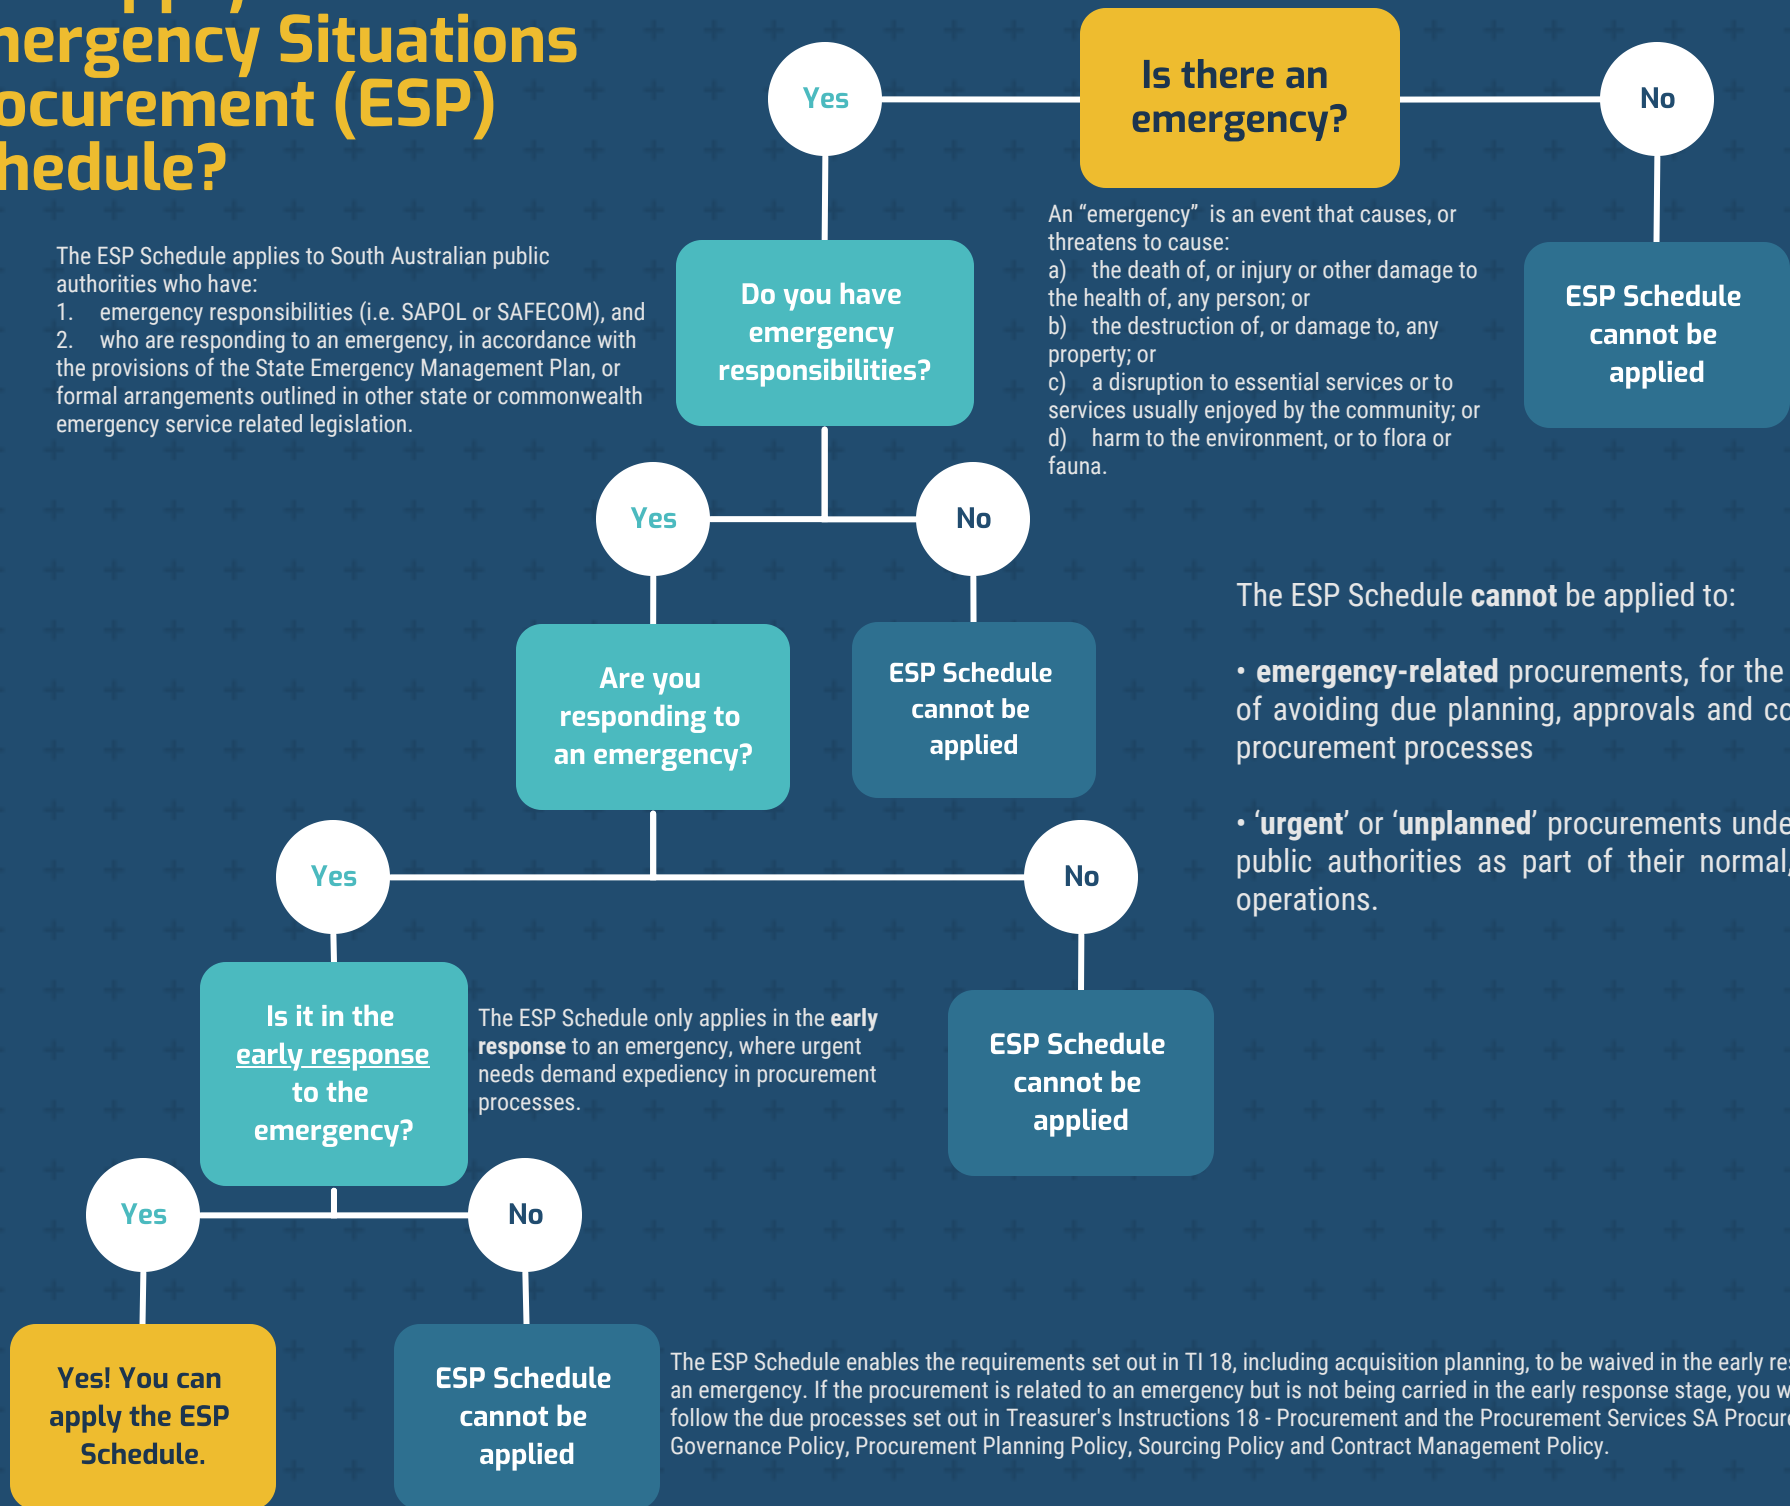 mergency Situations
ocurement (ESP)
hedule?
Is there an
emergency?
Yes
No
The ESP Schedule applies to South Australian public
authorities who have:
1. emergency responsibilities (i.e. SAPOL or SAFECOM), and
2. who are responding to an emergency, in accordance with
the provisions of the State Emergency Management Plan, or
formal arrangements outlined in other state or commonwealth
emergency service related legislation.
Do you have
emergency
responsibilities?
An “emergency” is an event that causes, or
threatens to cause:
a) the death of, or injury or other damage to
the health of, any person; or
b) the destruction of, or damage to, any
property; or
c) a disruption to essential services or to
services usually enjoyed by the community; or
d) harm to the environment, or to flora or
fauna.
ESP Schedule
cannot be
applied
Yes
No
Are you
responding to
an emergency?
ESP Schedule
cannot be
applied
The ESP Schedule cannot be applied to:
• emergency-related procurements, for the
of avoiding due planning, approvals and co
procurement processes
• ‘urgent’ or ‘unplanned’ procurements unde
public authorities as part of their normal,
operations.
Yes
No
Is it in the
early response
to the
emergency?
The ESP Schedule only applies in the early
response to an emergency, where urgent
needs demand expediency in procurement
processes.
ESP Schedule
cannot be
applied
Yes
No
Yes! You can
apply the ESP
Schedule.
ESP Schedule
cannot be
applied
The ESP Schedule enables the requirements set out in TI 18, including acquisition planning, to be waived in the early res
an emergency. If the procurement is related to an emergency but is not being carried in the early response stage, you w
follow the due processes set out in Treasurer's Instructions 18 - Procurement and the Procurement Services SA Procure
Governance Policy, Procurement Planning Policy, Sourcing Policy and Contract Management Policy.